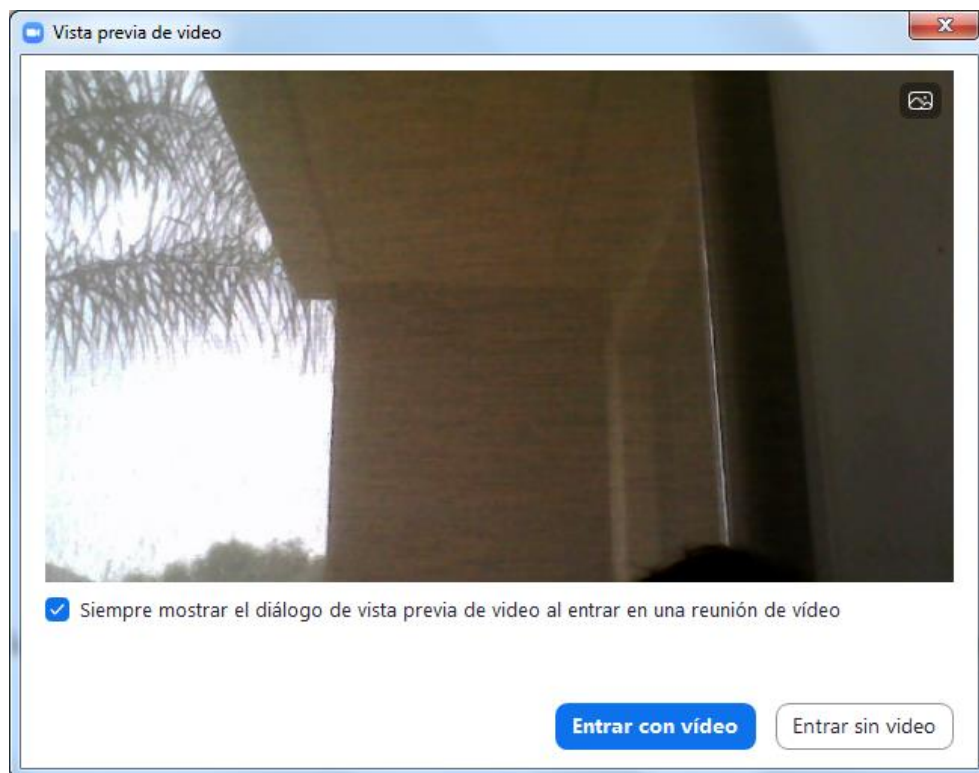 Vista previa de video
Siempre mostrar el diálogo de vista previa de video al entrar en una reunión de vídeo
Entrar con vídeo
Entrar sin video